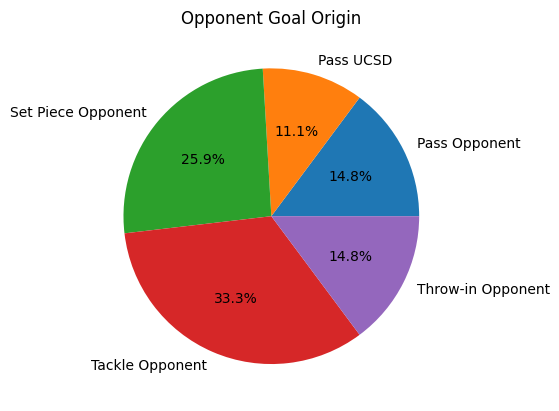 Opponent Goal Origin
Pass UCSD
Set Piece Opponent
11.1%
Pass Opponent
25.9%
14.8%
14.8%
Throw-in Opponent
33.3%
Tackle Opponent